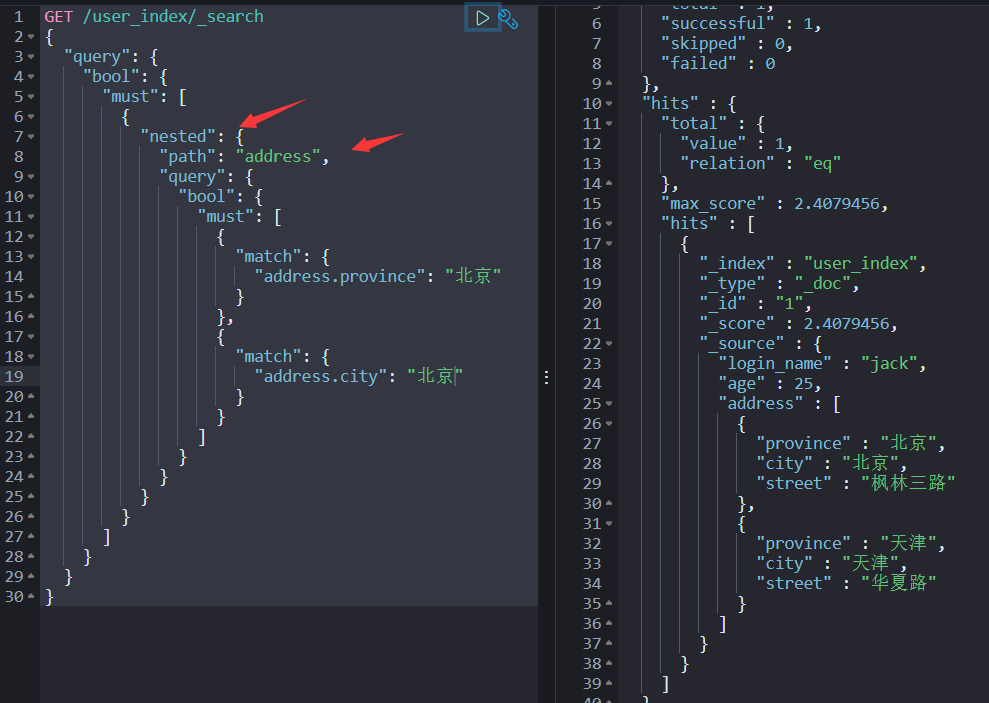 1 GET /user_index/_search
2 {
3 "query": {
4 "bool": {
5 "must": [
6 {
7 "nested": {
8 "path": "address",
9 "query": {
10 "bool": {
11 "must": [
12 {
13 "match": {
14 "address.province": "北京"
15 }
16 },
17 {
18 "match": {
19 "address.city": "北京"
20 }
21 }
22 ]
23 }
24 }
25 }
26 }
27 ]
28 }
29 }
30 }
5 "total" : 1,
6 "successful" : 1,
7 "skipped" : 0,
8 "failed" : 0
9 },
10 "hits" : {
11 "total" : {
12 "value" : 1,
13 "relation" : "eq"
14 },
15 "max_score" : 2.4079456,
16 "hits" : [
17 {
18 "_index" : "user_index",
19 "_type" : "_doc",
20 "_id" : "1",
21 "_score" : 2.4079456,
22 "_source" : {
23 "login_name" : "jack",
24 "age" : 25,
25 "address" : [
26 {
27 "province" : "北京",
28 "city" : "北京",
29 "street" : "枫林三路"
30 },
31 {
32 "province" : "天津",
33 "city" : "天津",
34 "street" : "华夏路"
35 }
36 ]
37 }
38 }
39 ]
40 }